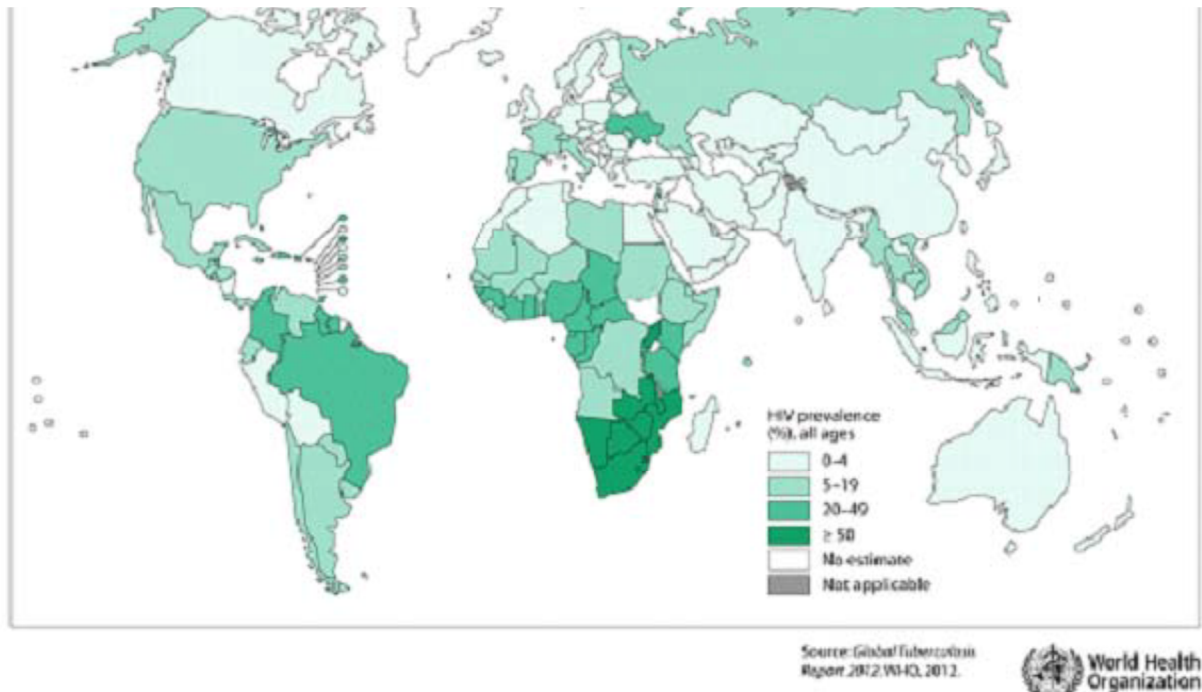 HIV prevalence
(%), all ages
0–4
5–19
20–49
≥ 50
No estimate
Not applicable
Source: Global Tuberculosis
Report 2012. WHO, 2012.
World Health
Organization